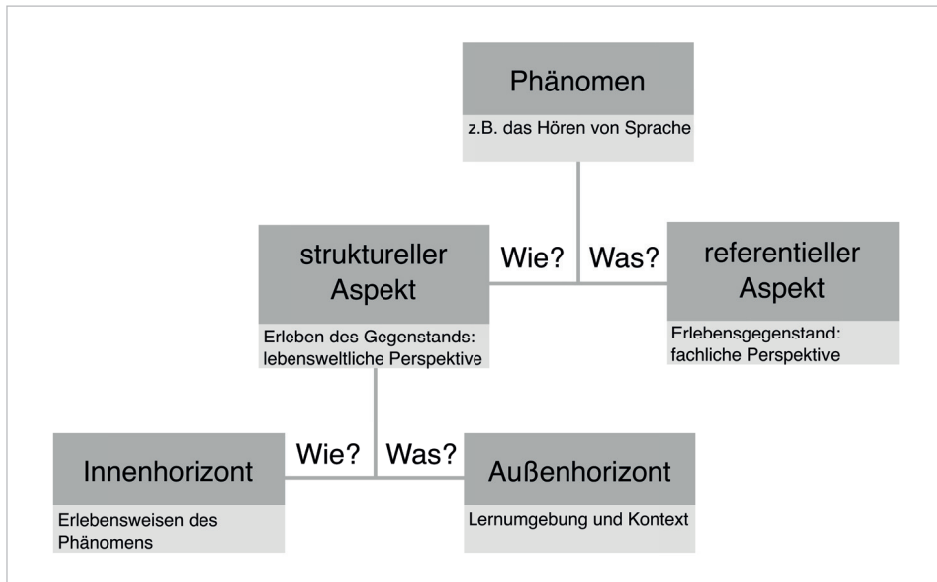 Phänomen
z.B. das Hören von Sprache
struktureller
Aspekt
Wie?
Was?
referentieller
Aspekt
Erleben des Gegenstands:
lebensweltliche Perspektive
Erlebensgegenstand:
fachliche Perspektive
Innenhorizont
Wie?
Was?
Außenhorizont
Erlebensweisen des
Phänomens
Lernumgebung und Kontext